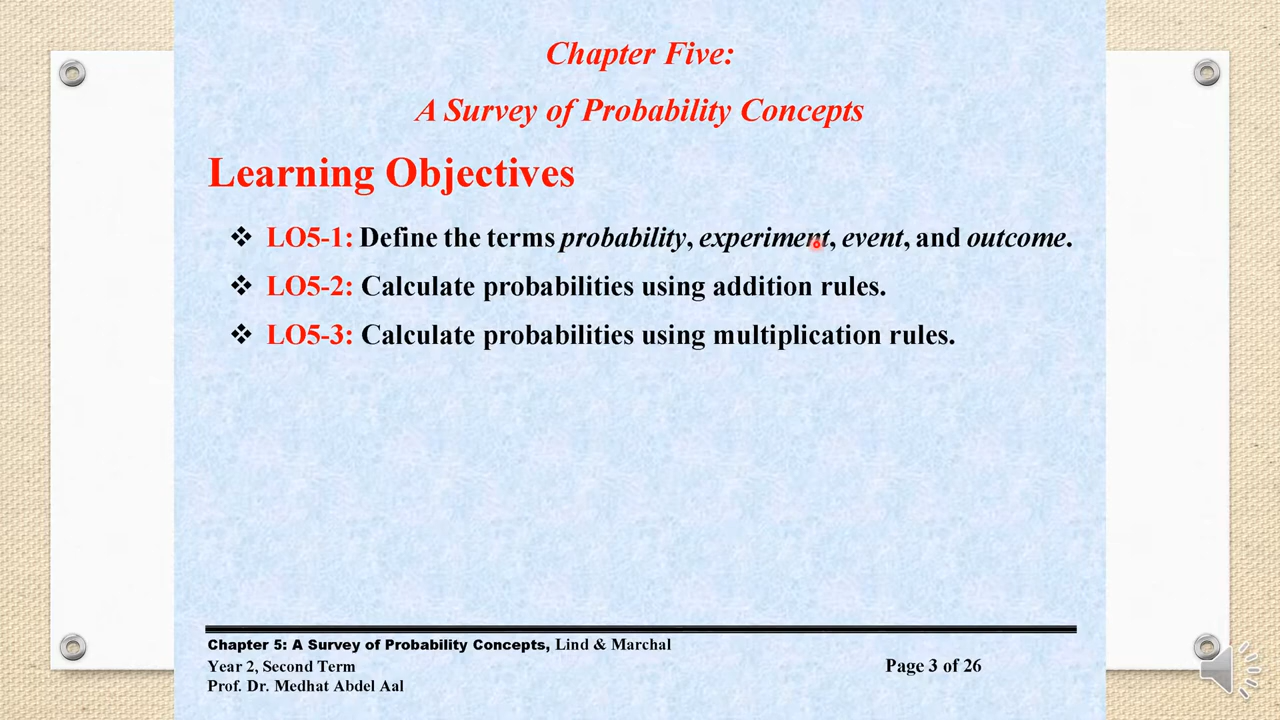 Chapter Five:
A Survey of Probability Concepts
Learning Objectives
❖ LO5-1: Define the terms probability, experiment, event, and outcome.
❖ LO5-2: Calculate probabilities using addition rules.
❖ LO5-3: Calculate probabilities using multiplication rules.
Chapter 5: A Survey of Probability Concepts, Lind & Marchal
Year 2, Second Term
Page 3 of 26
Prof. Dr. Medhat Abdel Aal